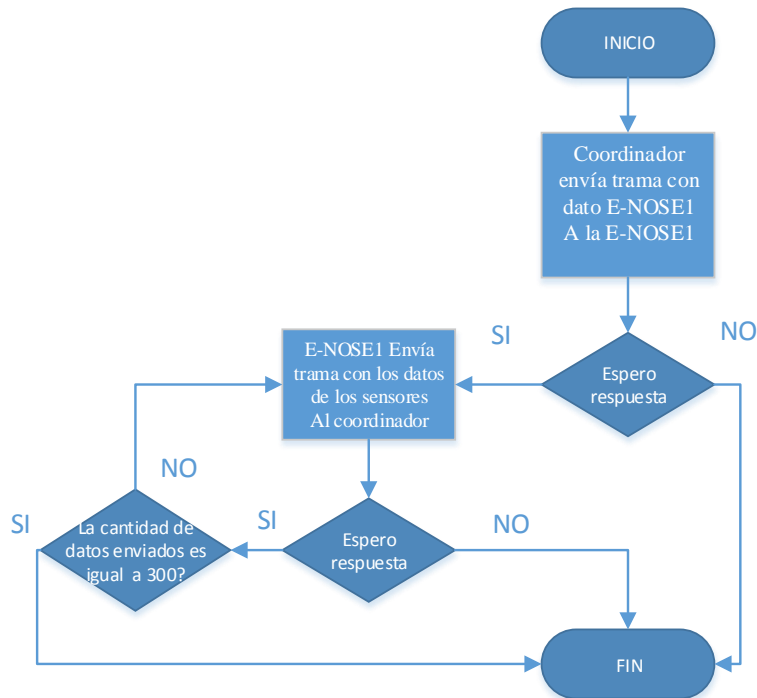 INICIO
Coordinador
envía trama con
dato E-NOSE1
A la E-NOSE1
SI
NO
Espero
respuesta
E-NOSE1 Envía
trama con los datos
de los sensores
Al coordinador
NO
SI
La cantidad de
datos enviados es
igual a 300?
SI
Espero
respuesta
NO
FIN